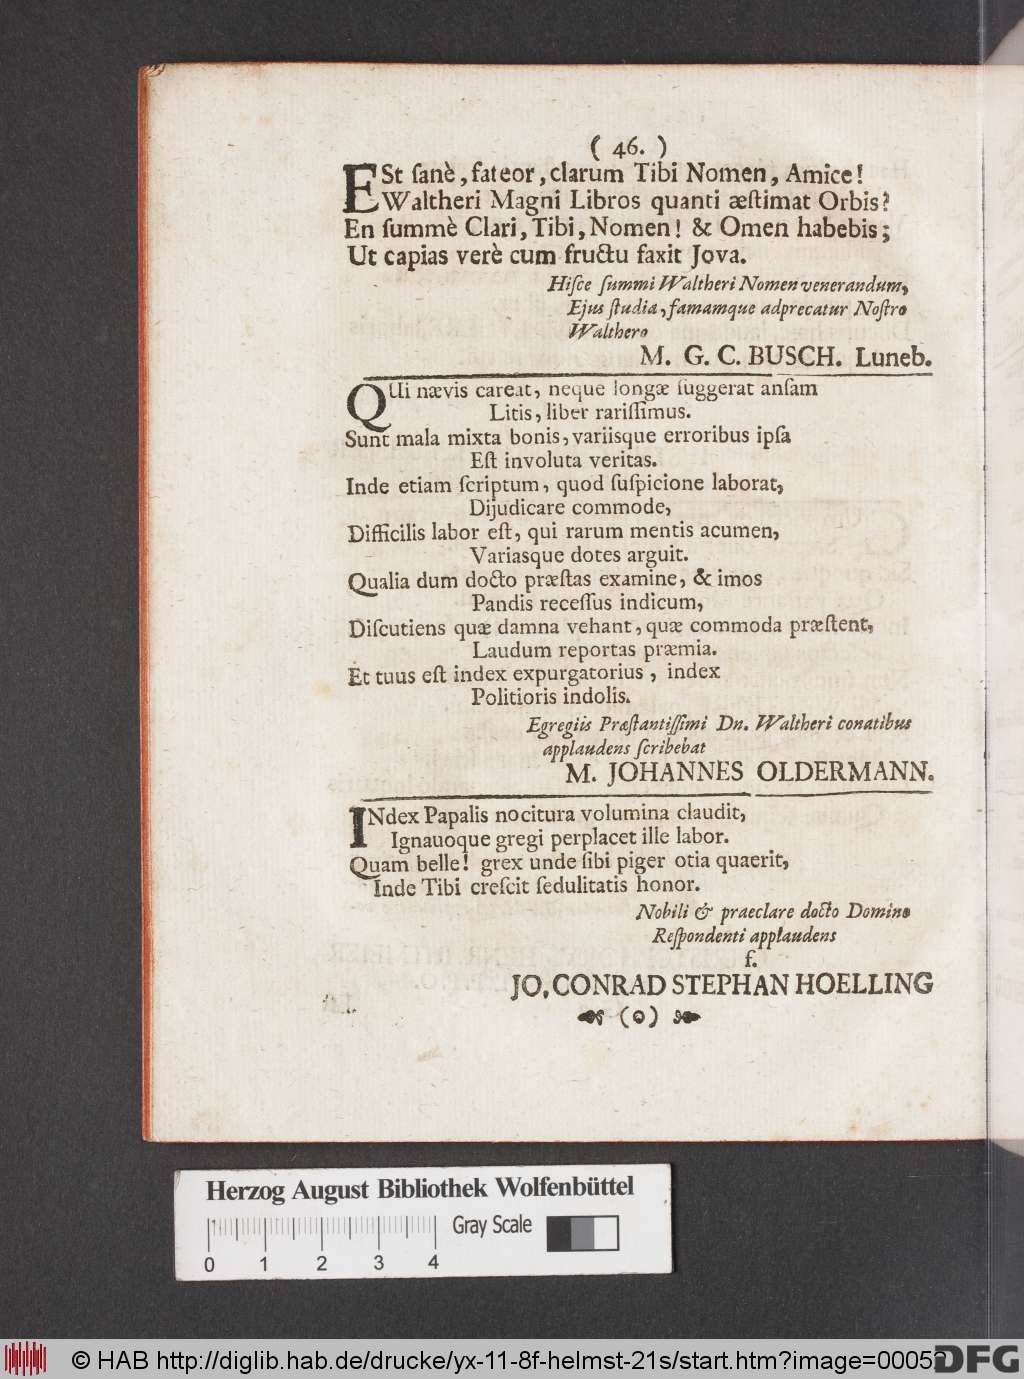 ( 46. )
ESt ſanè, fateor, clarum Tibi Nomen, Amice!
Waltheri Magni Libros quanti æſtimat Orbis?
En ſummè Clari, Tibi, Nomen! & Omen habebis;
Ut capias verè cum fructu faxit Jova.
Hiſce ſummi Waltheri Nomen venerandum,
Ejus ſtudia, famamque adprecatur Noſtro
Walthero
M. G. C. BUSCH. Luneb.
QUi nævis careat, neque longæ ſuggerat anſam
Litis, liber rariſſimus.
Sunt mala mixta bonis, variisque erroribus ipſa
Eſt involuta veritas.
Inde etiam ſcriptum, quod ſuſpicione laborat,
Dijudicare commode,
Difficilis labor eſt, qui rarum mentis acumen,
Variasque dotes arguit.
Qualia dum docto præſtas examine, & imos
Pandis receſſus indicum,
Diſcutiens quæ damna vehant, quæ commoda præſtent,
Laudum reportas præmia.
Et tuus eſt index expurgatorius, index
Politioris indolis.
Egregiis Præſtantiſſimi Dn. Waltheri conatibus
applaudens ſcribebat
M. JOHANNES OLDERMANN.
INdex Papalis nocitura volumina claudit,
Ignauoque gregi perplacet ille labor.
Quam belle! grex unde ſibi piger otia quaerit,
Inde Tibi creſcit ſedulitatis honor.
Nobili & praeclare docto Domino
Reſpondenti applaudens
ſ.
JO. CONRAD STEPHAN HOELLING
(o)
Herzog August Bibliothek Wolfenbüttel
Gray Scale
0 1 2 3 4
© HAB http://diglib.hab.de/drucke/yx-11-8f-helmst-21s/start.htm?image=00052
DFG